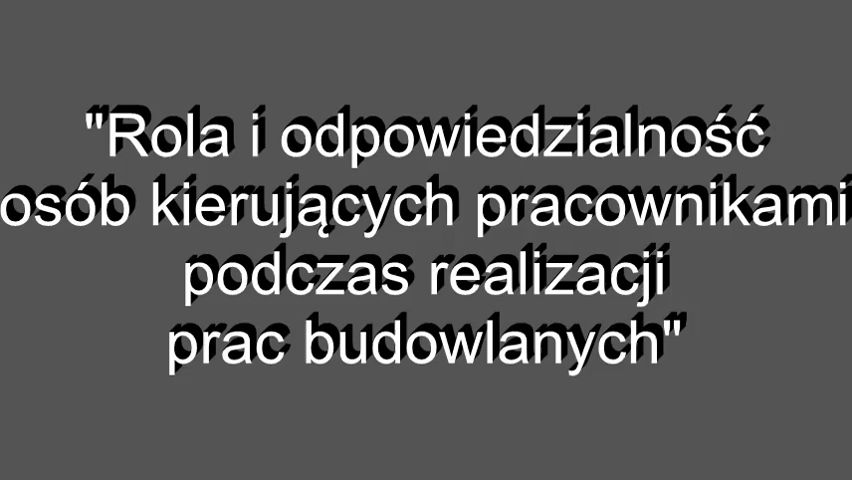 "Rola i odpowiedzialność
osób kierujących pracownikami
podczas realizacji
prac budowlanych"